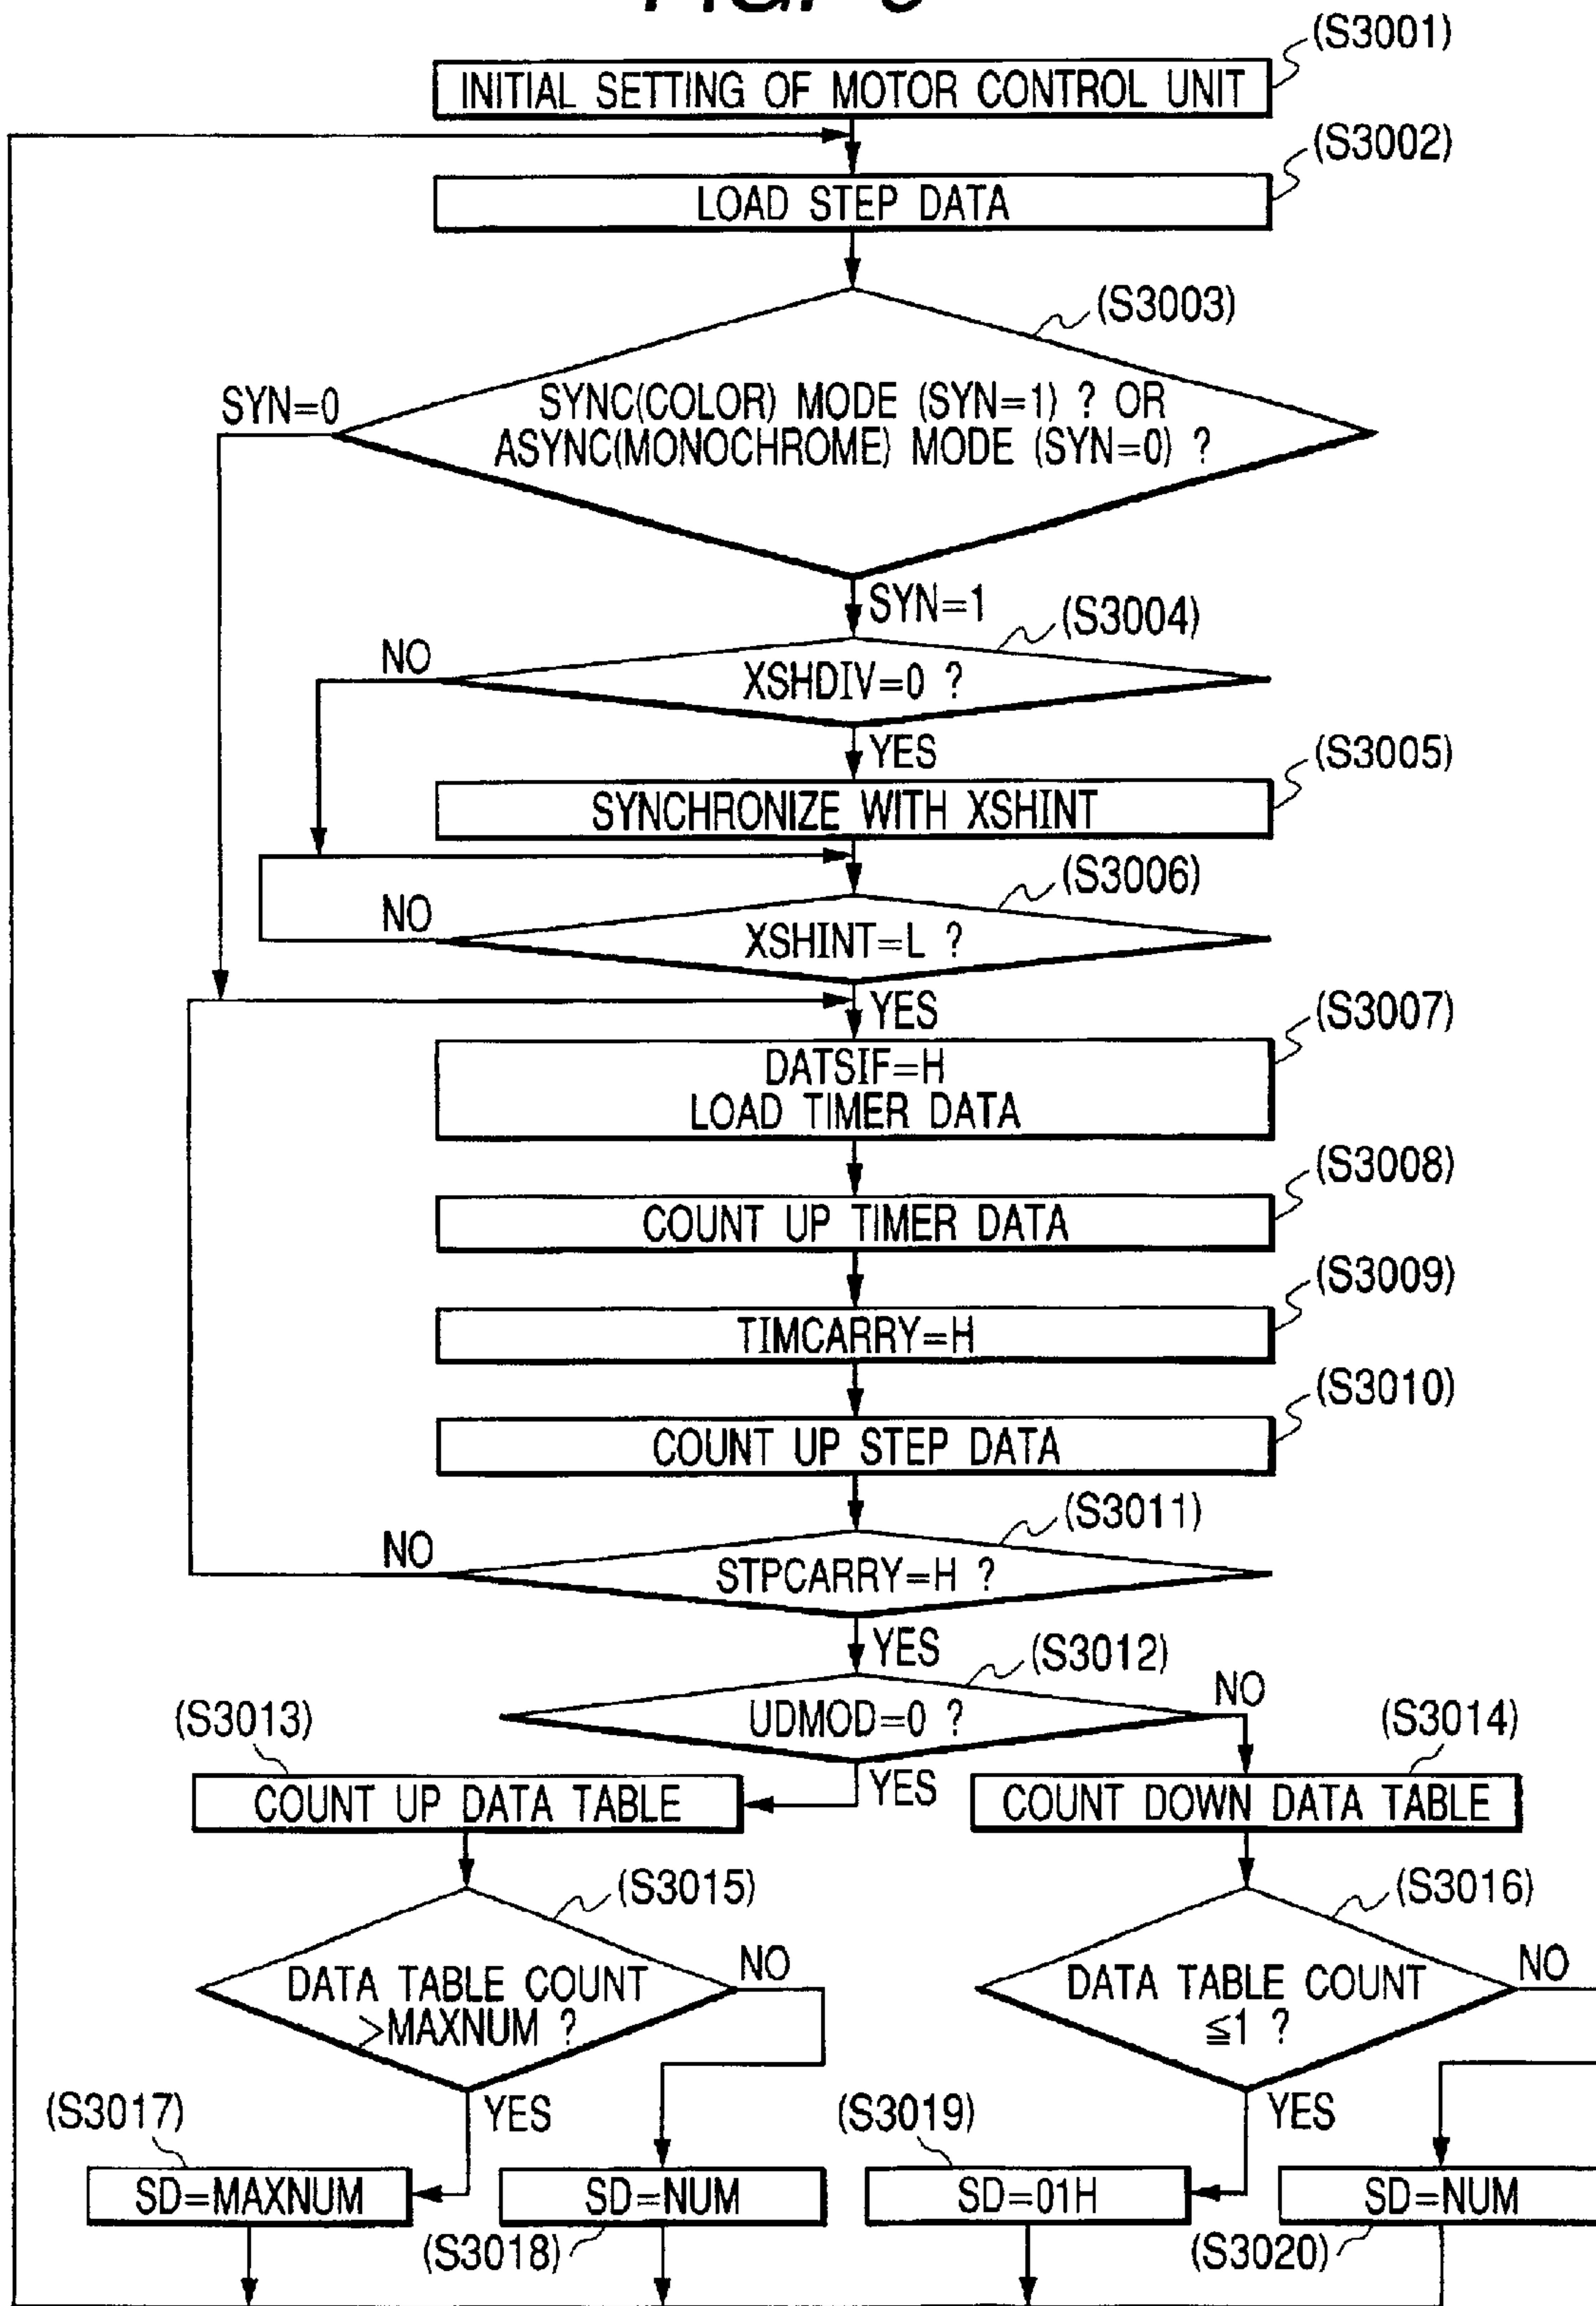 (S3001)
INITIAL SETTING OF MOTOR CONTROL UNIT
(S3002)
LOAD STEP DATA
(S3003)
SYN=0
SYNC(COLOR) MODE (SYN=1) ? OR
ASYNC(MONOCHROME) MODE (SYN=0) ?
SYN=1
(S3004)
NO
XSHDIV=0 ?
YES
(S3005)
SYNCHRONIZE WITH XSHINT
(S3006)
NO
XSHINT=L ?
YES
(S3007)
DATSIF=H
LOAD TIMER DATA
(S3008)
COUNT UP TIMER DATA
(S3009)
TIMCARRY=H
(S3010)
COUNT UP STEP DATA
(S3011)
NO
STPCARRY=H ?
YES
(S3012)
UDMOD=0 ?
NO
(S3013)
(S3014)
YES
COUNT UP DATA TABLE
COUNT DOWN DATA TABLE
(S3015)
(S3016)
NO
NO
DATA TABLE COUNT
>MAXNUM ?
DATA TABLE COUNT
≦1 ?
(S3017)
YES
(S3019)
YES
SD=MAXNUM
SD=NUM
SD=01H
SD=NUM
(S3018)
(S3020)